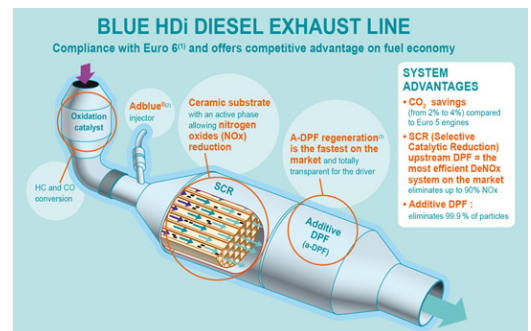 BLUE HDi DIESEL EXHAUST LINE
Compliance with Euro 6(1) and offers competitive advantage on fuel economy
Oxidation
catalyst
HC and CO
conversion
Adblue®(2)
injector
Ceramic substrate
with an active phase
allowing nitrogen
oxides (NOx)
reduction
SCR
A-DPF regeneration
is the fastest on the
market and totally
transparent for the driver
Additive
DPF
(a-DPF)
SYSTEM
ADVANTAGES
• CO2 savings
(from 2% to 4%) compared
to Euro 5 engines
• SCR (Selective
Catalytic Reduction)
upstream DPF = the
most efficient DeNOx
system on the market
eliminates up to 90% NOx
• Additive DPF :
eliminates 99.9 % of particles